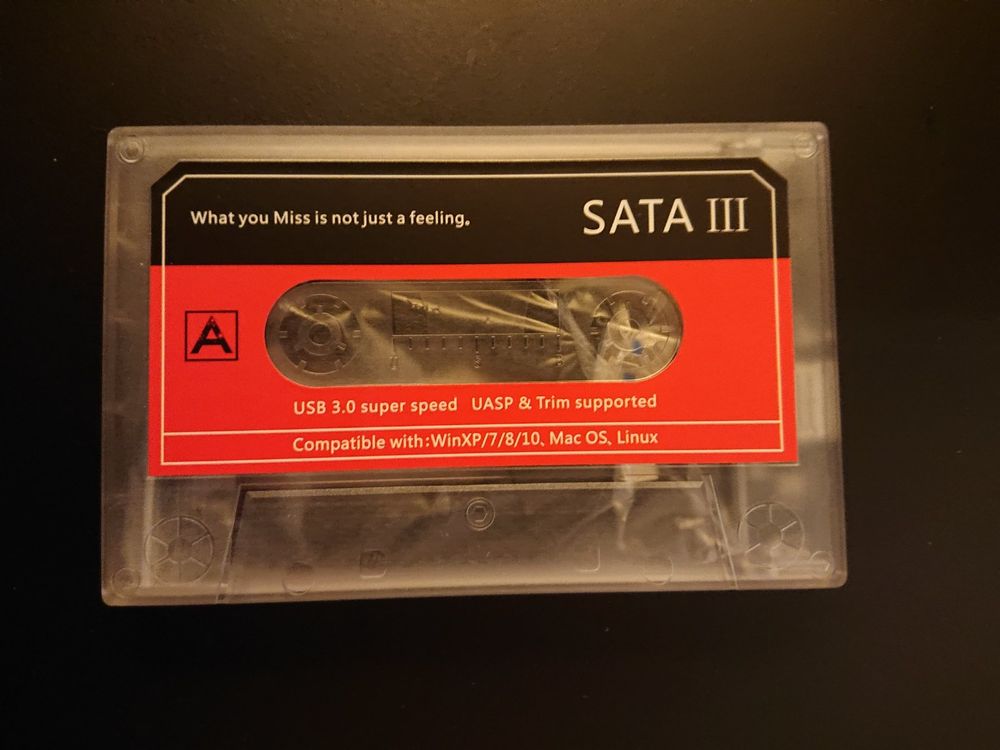 What you Miss is not just a feeling。
SATA III
A
USB 3.0 super speed UASP & Trim supported
Compatible with:WinXP/7/8/10、Mac OS、Linux